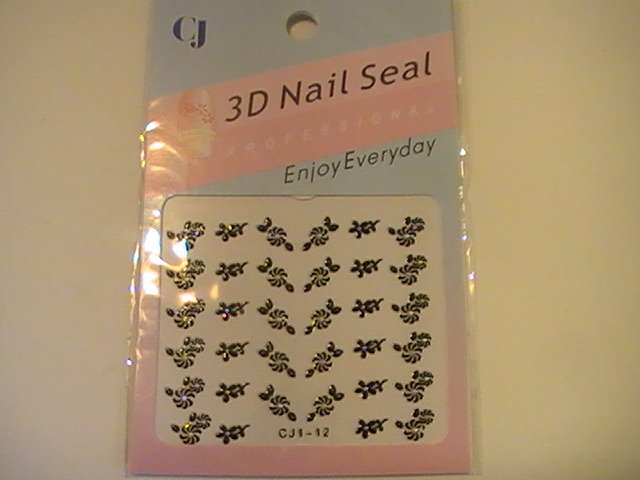 CJ
3D Nail Seal
PROFESSIONAL
EnjoyEveryday
CJ1-12